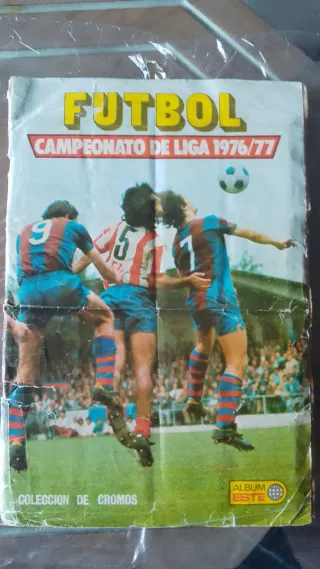 FUTBOL
CAMPEONATO DE LIGA 1976/77
9
5
7
COLECCION DE CROMOS
ALBUM
ESTE